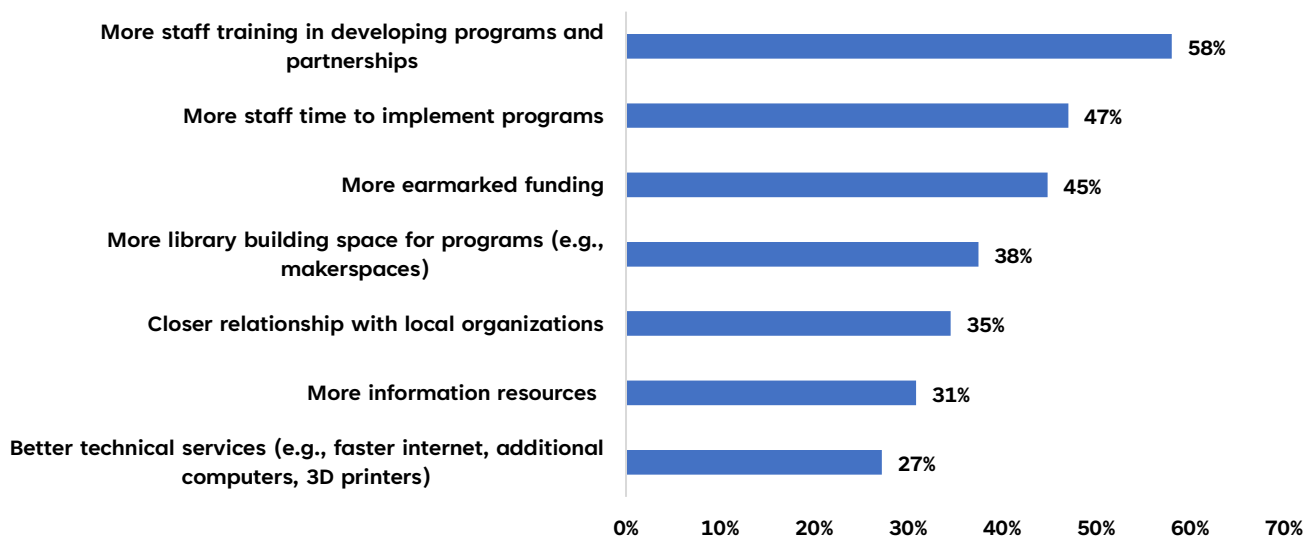 More staff training in developing programs and
partnerships
58%
More staff time to implement programs
47%
More earmarked funding
45%
More library building space for programs (e.g.,
makerspaces)
38%
Closer relationship with local organizations
35%
More information resources
31%
Better technical services (e.g., faster internet, additional
computers, 3D printers)
27%
0% 10% 20% 30% 40% 50% 60% 70%